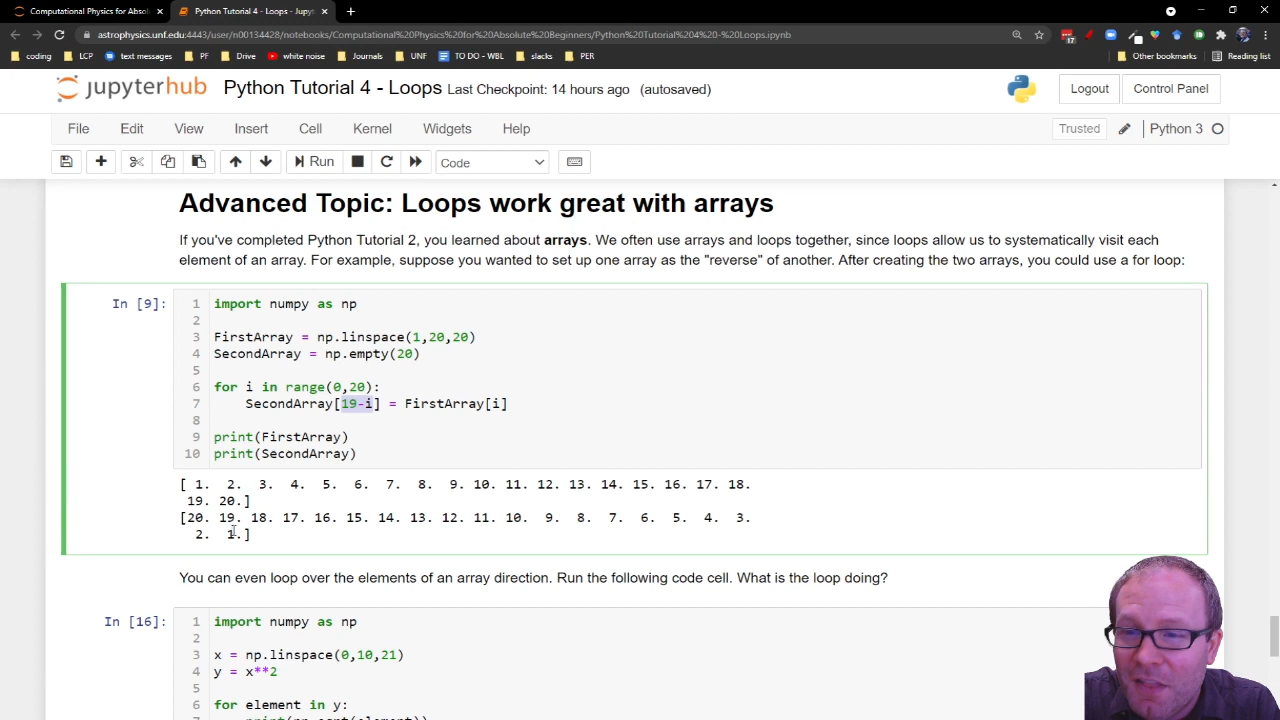 Computational Physics for Absol
Python Tutorial 4 - Loops - Jupyt
astrophysics.unf.edu:4443/user/n00134428/notebooks/Computational%20Physics%20for%20Absolute%20Beginners/Python%20Tutorial%204%20-%20Loops.ipynb
17
coding LCP text messages PF Drive white noise Journals UNF TO DO - WBL slacks PER Other bookmarks Reading list
jupyterhub Python Tutorial 4 - Loops Last Checkpoint: 14 hours ago (autosaved) Logout Control Panel
File Edit View Insert Cell Kernel Widgets Help Trusted Python 3
Run Code
Advanced Topic: Loops work great with arrays
If you've completed Python Tutorial 2, you learned about arrays. We often use arrays and loops together, since loops allow us to systematically visit each
element of an array. For example, suppose you wanted to set up one array as the "reverse" of another. After creating the two arrays, you could use a for loop:
In [9]: 1 import numpy as np
2
3 FirstArray = np.linspace(1,20,20)
4 SecondArray = np.empty(20)
5
6 for i in range(0,20):
7 SecondArray[19-i] = FirstArray[i]
8
9 print(FirstArray)
10 print(SecondArray)
[ 1. 2. 3. 4. 5. 6. 7. 8. 9. 10. 11. 12. 13. 14. 15. 16. 17. 18.
19. 20.]
[20. 19. 18. 17. 16. 15. 14. 13. 12. 11. 10. 9. 8. 7. 6. 5. 4. 3.
2. 1.]
You can even loop over the elements of an array direction. Run the following code cell. What is the loop doing?
In [16]: 1 import numpy as np
2
3 x = np.linspace(0,10,21)
4 y = x**2
5
6 for element in y:
7 print(np.sqrt(element))